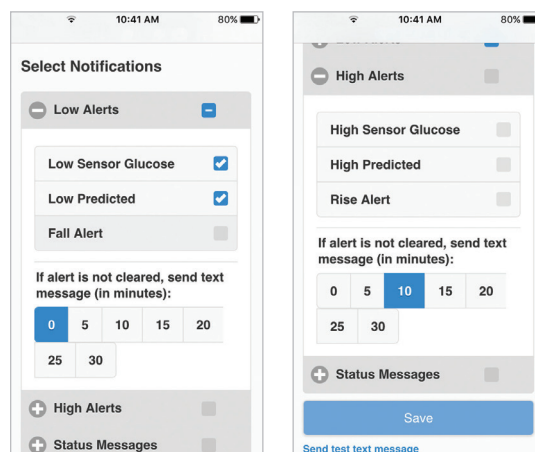 10:41 AM 80%
Select Notifications
Low Alerts
Low Sensor Glucose
Low Predicted
Fall Alert
If alert is not cleared, send text
message (in minutes):
0 5 10 15 20
25 30
High Alerts
Status Messages
10:41 AM 80%
High Alerts
High Sensor Glucose
High Predicted
Rise Alert
If alert is not cleared, send text
message (in minutes):
0 5 10 15 20
25 30
Status Messages
Save
Send test text message